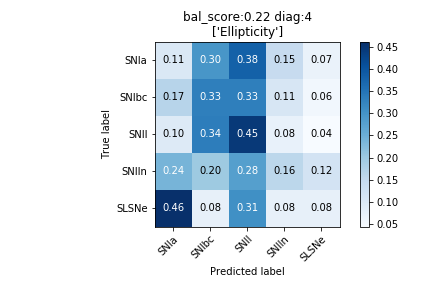 bal_score:0.22 diag:4
['Ellipticity']
SNIa 0.11 0.30 0.38 0.15 0.07
SNIbc 0.17 0.33 0.33 0.11 0.06
SNII 0.10 0.34 0.45 0.08 0.04
SNIIn 0.24 0.20 0.28 0.16 0.12
SLSNe 0.46 0.08 0.31 0.08 0.08
True label
SNIa SNIbc SNII SNIIn SLSNe
Predicted label
0.45
0.40
0.35
0.30
0.25
0.20
0.15
0.10
0.05